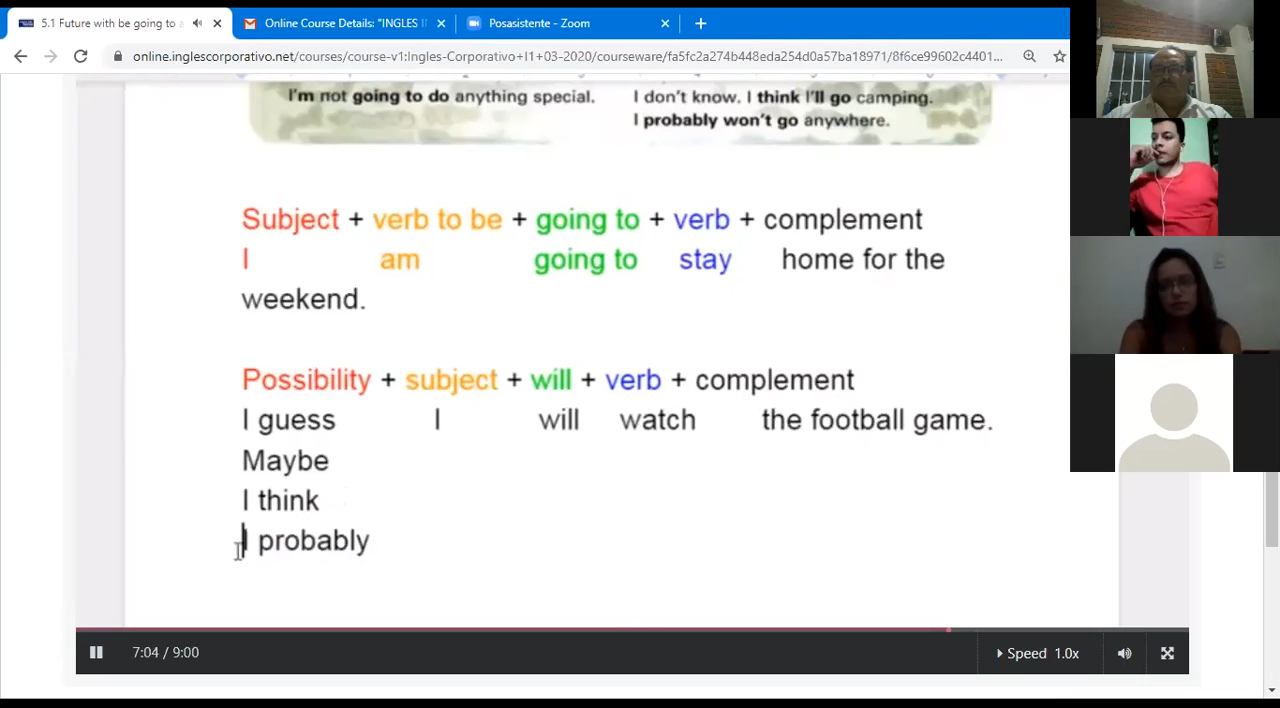 5.1 Future with be going to
Online Course Details: "INGLES I
Posasistente - Zoom
online.inglescorporativo.net/courses/course-v1:Ingles-Corporativo+I1+03-2020/courseware/fa5fc2a274b448eda254d0a57ba18971/8f6ce99602c4401...
I'm not going to do anything special.
I don't know. I think I'll go camping.
I probably won't go anywhere.
Subject + verb to be + going to + verb + complement
I am going to stay home for the
weekend.
Possibility + subject + will + verb + complement
I guess I will watch the football game.
Maybe
I think
I probably
7:04 / 9:00
Speed 1.0x